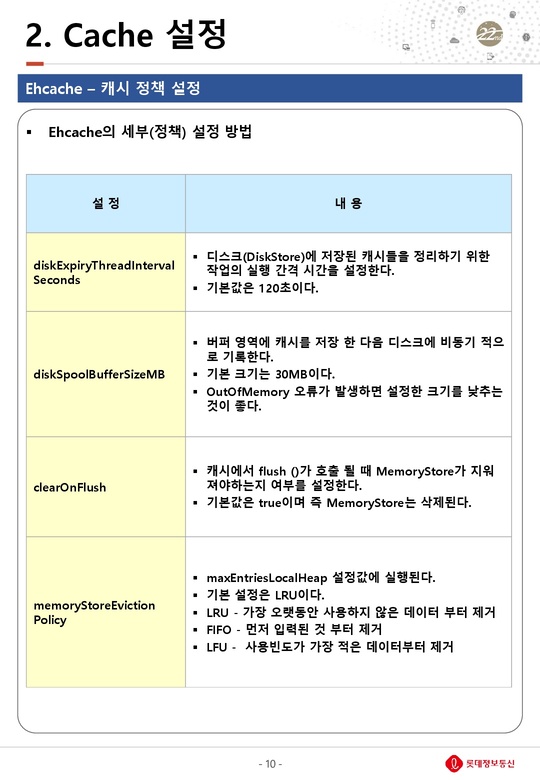 2. Cache 설정
22nd
Ehcache – 캐시 정책 설정
▪ Ehcache의 세부(정책) 설정 방법
설 정
내 용
diskExpiryThreadInterval
Seconds
▪ 디스크(DiskStore)에 저장된 캐시들을 정리하기 위한
작업의 실행 간격 시간을 설정한다.
▪ 기본값은 120초이다.
diskSpoolBufferSizeMB
▪ 버퍼 영역에 캐시를 저장 한 다음 디스크에 비동기 적으
로 기록한다.
▪ 기본 크기는 30MB이다.
▪ OutOfMemory 오류가 발생하면 설정한 크기를 낮추는
것이 좋다.
clearOnFlush
▪ 캐시에서 flush ()가 호출 될 때 MemoryStore가 지워
져야하는지 여부를 설정한다.
▪ 기본값은 true이며 즉 MemoryStore는 삭제된다.
memoryStoreEviction
Policy
▪ maxEntriesLocalHeap 설정값에 실행된다.
▪ 기본 설정은 LRU이다.
▪ LRU - 가장 오랫동안 사용하지 않은 데이터 부터 제거
▪ FIFO - 먼저 입력된 것 부터 제거
▪ LFU - 사용빈도가 가장 적은 데이터부터 제거
- 10 -
롯데정보통신